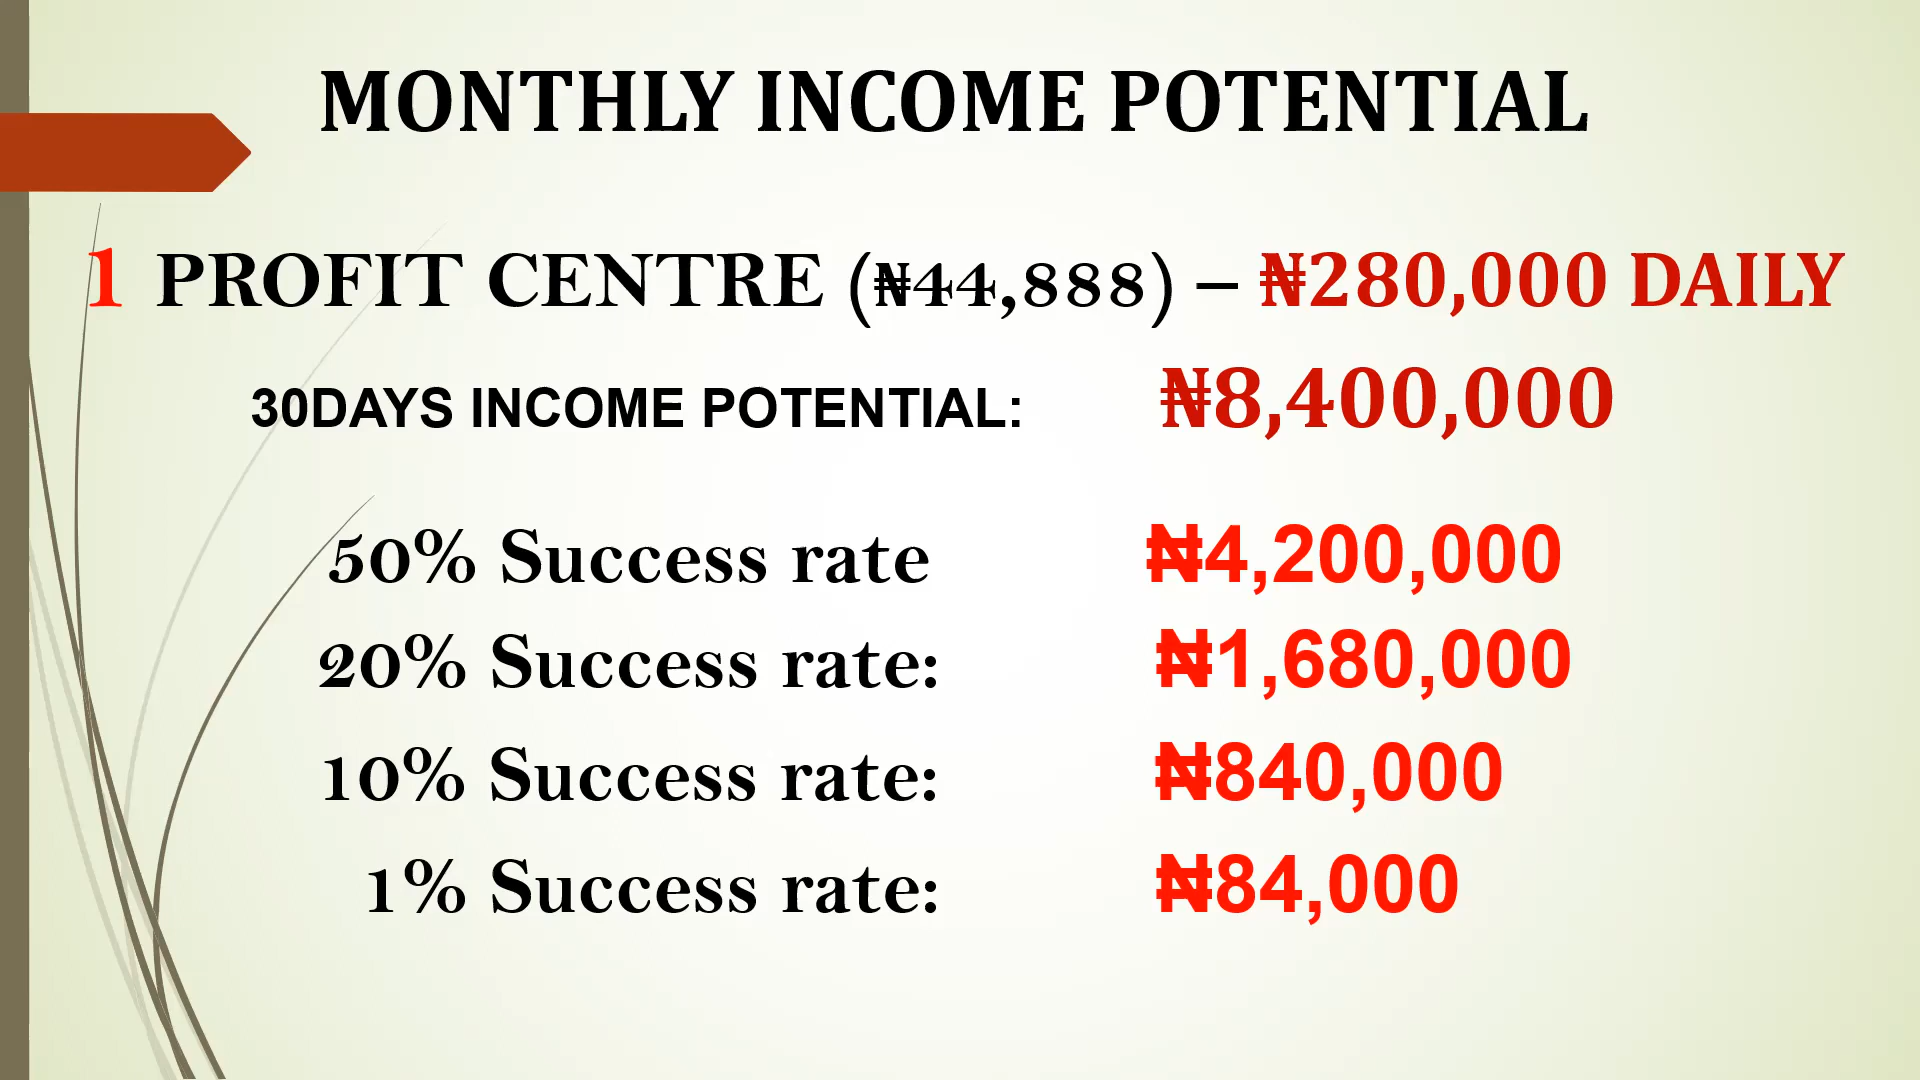 MONTHLY INCOME POTENTIAL
1 PROFIT CENTRE (₦44,888) – ₦280,000 DAILY
30DAYS INCOME POTENTIAL: ₦8,400,000
50% Success rate ₦4,200,000
20% Success rate: ₦1,680,000
10% Success rate: ₦840,000
1% Success rate: ₦84,000